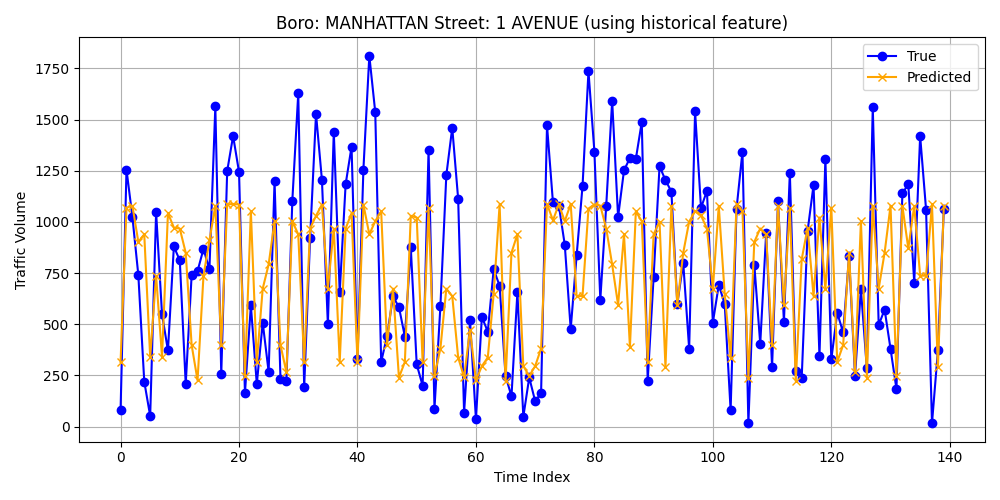 Boro: MANHATTAN Street: 1 AVENUE (using historical feature)
True
Predicted
Traffic Volume
1750
1500
1250
1000
750
500
250
0
0 20 40 60 80 100 120 140
Time Index